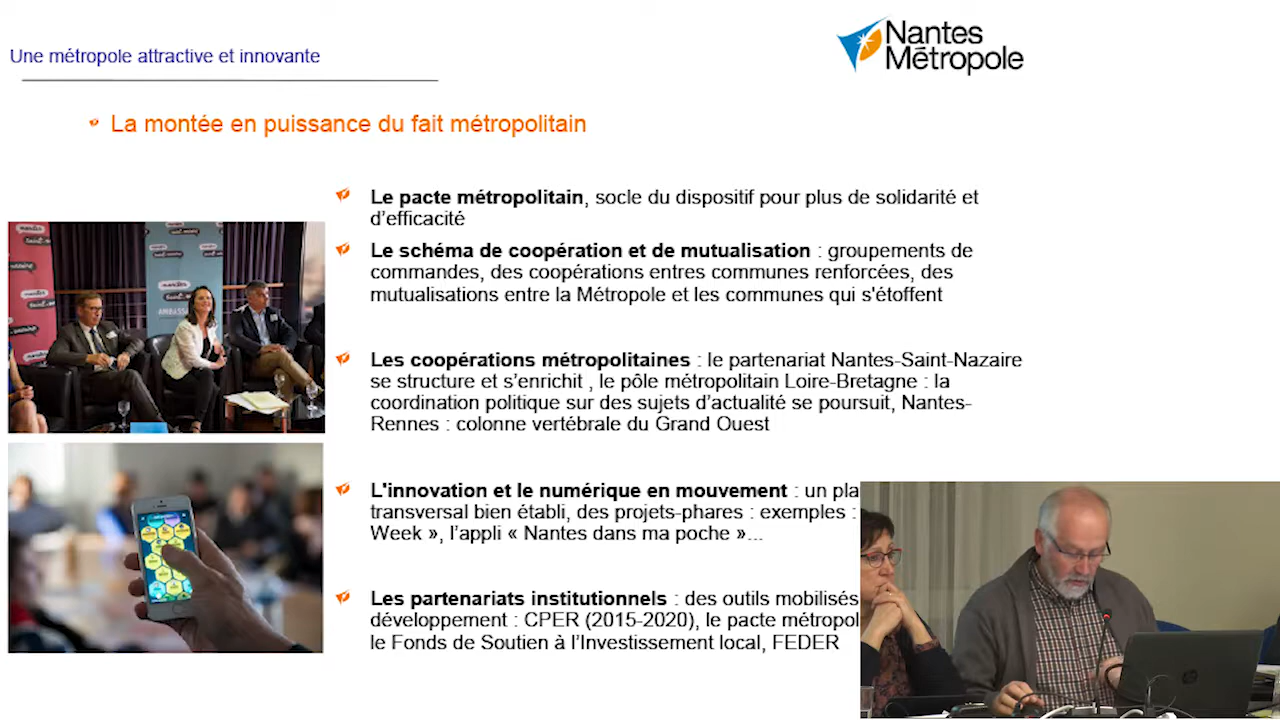 Une métropole attractive et innovante
Nantes
Métropole
La montée en puissance du fait métropolitain
Le pacte métropolitain, socle du dispositif pour plus de solidarité et
d'efficacité
Le schéma de coopération et de mutualisation : groupements de
commandes, des coopérations entres communes renforcées, des
mutualisations entre la Métropole et les communes qui s'étoffent
Les coopérations métropolitaines : le partenariat Nantes-Saint-Nazaire
se structure et s'enrichit , le pôle métropolitain Loire-Bretagne : la
coordination politique sur des sujets d'actualité se poursuit, Nantes-
Rennes : colonne vertébrale du Grand Ouest
L'innovation et le numérique en mouvement : un pla
transversal bien établi, des projets-phares : exemples :
Week », l'appli « Nantes dans ma poche »...
Les partenariats institutionnels : des outils mobilisés
développement : CPER (2015-2020), le pacte métropol
le Fonds de Soutien à l'Investissement local, FEDER